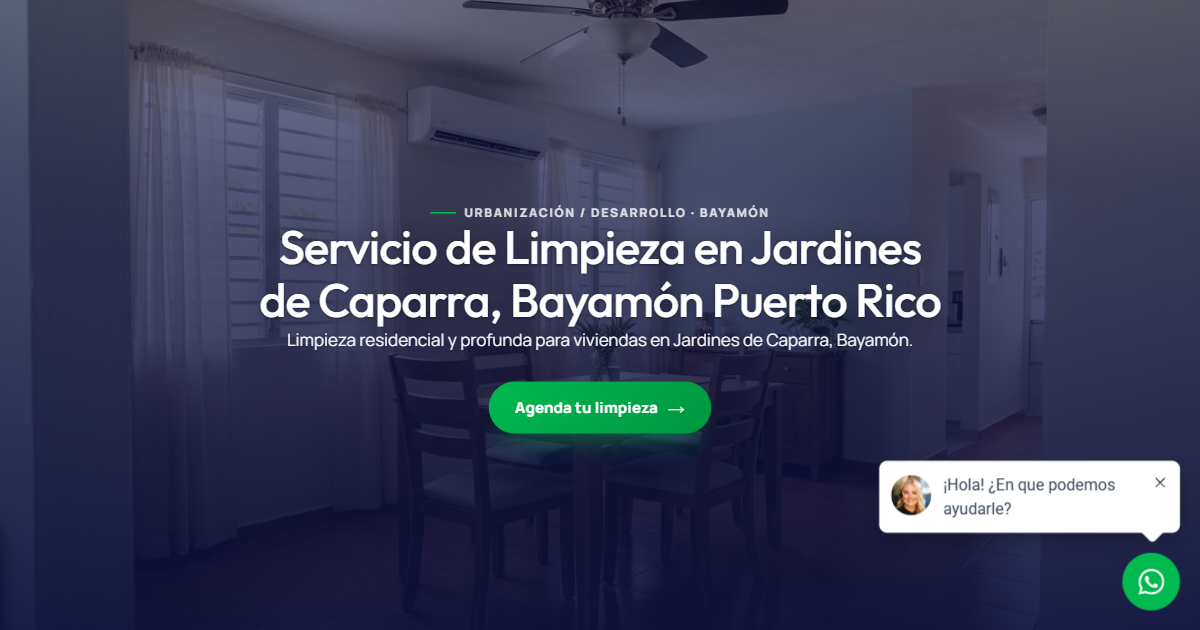 URBANIZACIÓN / DESARROLLO · BAYAMÓN
Servicio de Limpieza en Jardines
de Caparra, Bayamón Puerto Rico
Limpieza residencial y profunda para viviendas en Jardines de Caparra, Bayamón.
Agenda tu limpieza →
¡Hola! ¿En que podemos
ayudarle?